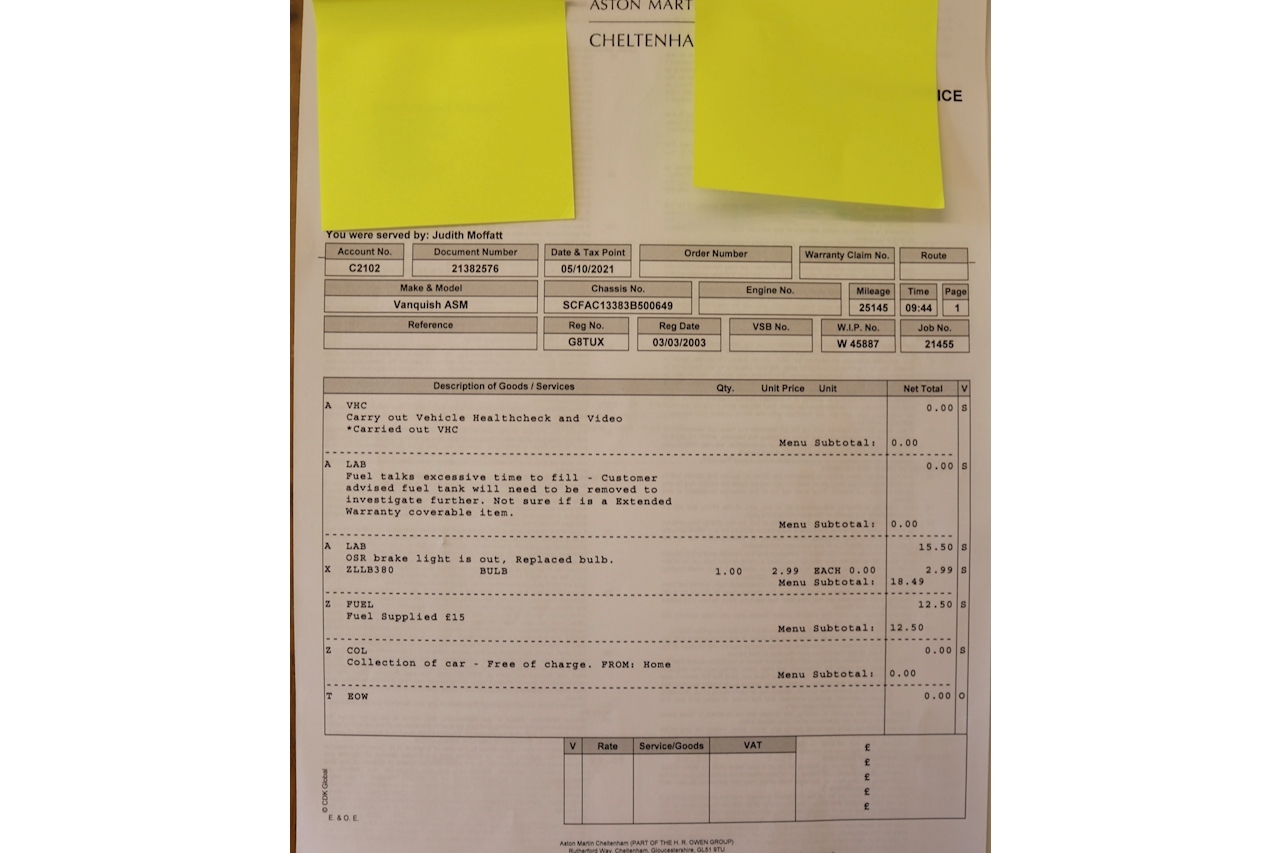 ASTON MART
CHELTENHA
ICE
You were served by: Judith Moffatt
Account No. Document Number Date & Tax Point Order Number Warranty Claim No. Route
C2102 21382576 05/10/2021
Make & Model Chassis No. Engine No. Mileage Time Page
Vanquish ASM SCFAC13383B500649 25145 09:44 1
Reference Reg No. Reg Date VSB No. W.I.P. No. Job No.
G8TUX 03/03/2003 W 45887 21455
Description of Goods / Services Qty. Unit Price Unit Net Total V
A VHC 0.00 S
Carry out Vehicle Healthcheck and Video
*Carried out VHC
Menu Subtotal: 0.00
A LAB 0.00 S
Fuel talks excessive time to fill - Customer
advised fuel tank will need to be removed to
investigate further. Not sure if is a Extended
Warranty coverable item.
Menu Subtotal: 0.00
A LAB 15.50 S
OSR brake light is out, Replaced bulb.
X ZLLB380 BULB 1.00 2.99 EACH 0.00 2.99 S
Menu Subtotal: 18.49
Z FUEL 12.50 S
Fuel Supplied £15
Menu Subtotal: 12.50
Z COL 0.00 S
Collection of car - Free of charge. FROM: Home
Menu Subtotal: 0.00
T EOW 0.00 O
V Rate Service/Goods VAT £
£
£
£
£
© CDK Global
E. & O. E.
Aston Martin Cheltenham (PART OF THE H. R. OWEN GROUP)
Rutherford Way, Cheltenham, Gloucestershire, GL51 9TU